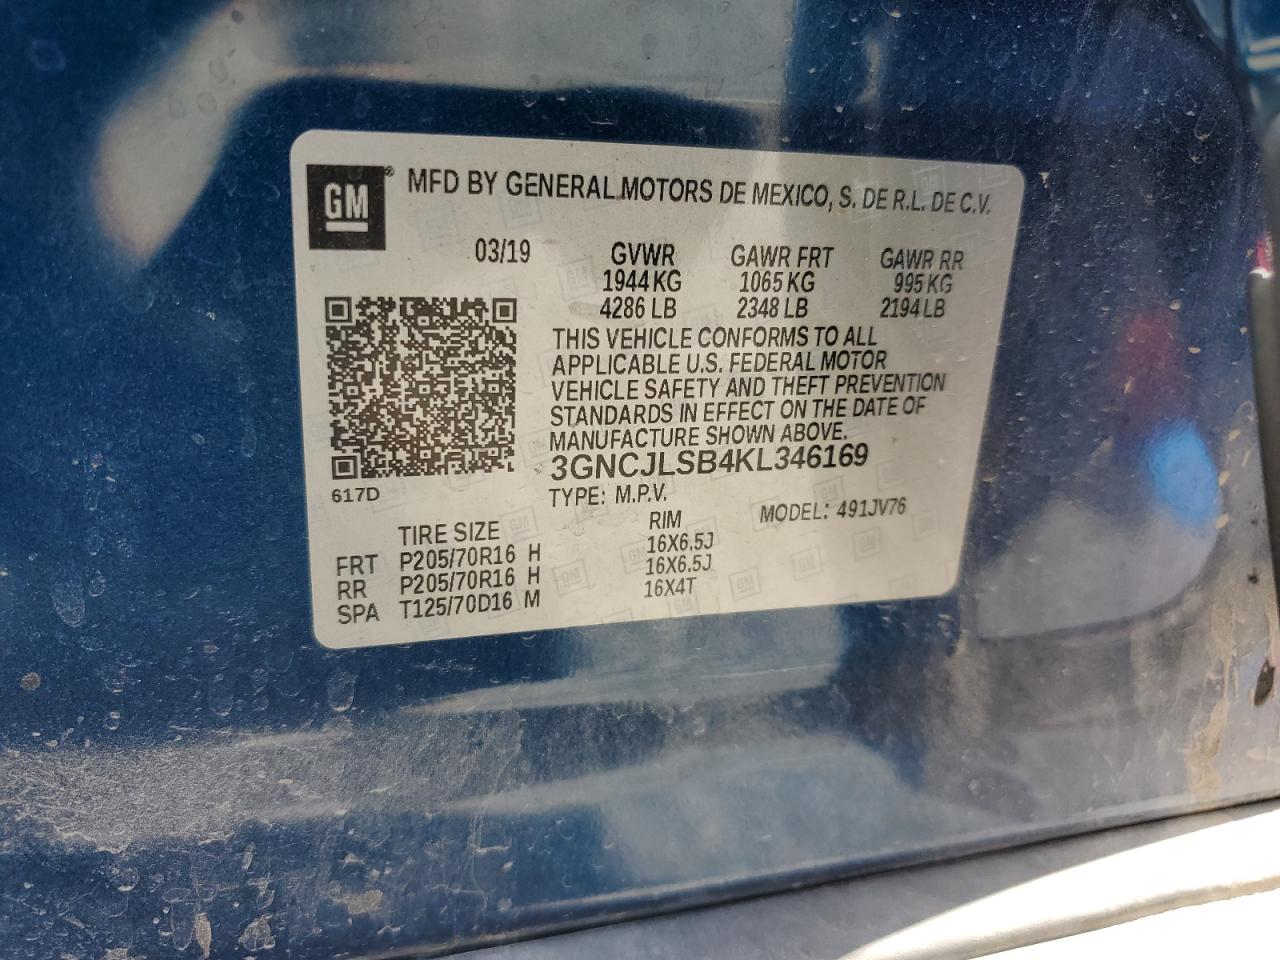 GM® MFD BY GENERAL MOTORS DE MEXICO, S. DE R.L. DE C.V.
03/19 GVWR GAWR FRT GAWR RR
1944 KG 1065 KG 995 KG
4286 LB 2348 LB 2194 LB
THIS VEHICLE CONFORMS TO ALL
APPLICABLE U.S. FEDERAL MOTOR
VEHICLE SAFETY AND THEFT PREVENTION
STANDARDS IN EFFECT ON THE DATE OF
MANUFACTURE SHOWN ABOVE.
3GNCJLSB4KL346169
617D
TYPE: M.P.V. MODEL: 491JV76
TIRE SIZE RIM
FRT P205/70R16 H 16X6.5J
RR P205/70R16 H 16X6.5J
SPA T125/70D16 M 16X4T